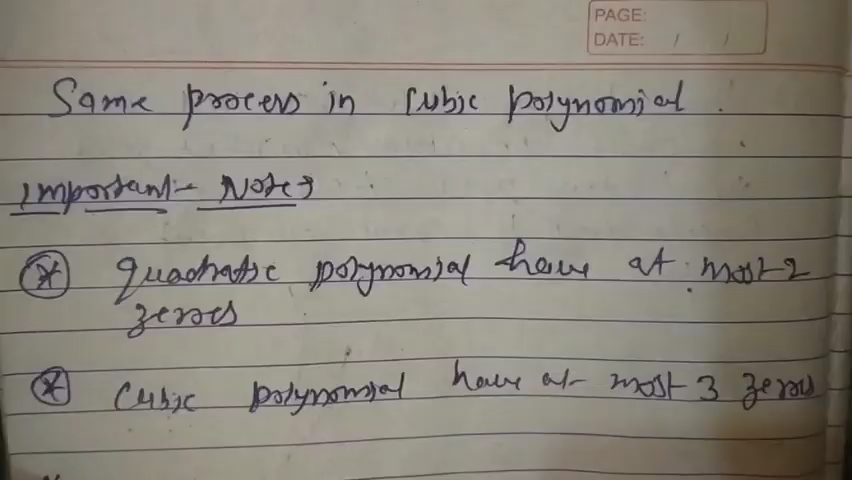 PAGE:
DATE: / /
Same process in Cubic polynomial .
Important :- Note →
* quadratic polynomial have at most 2
zeroes
* Cubic polynomial have at most 3 zeroes